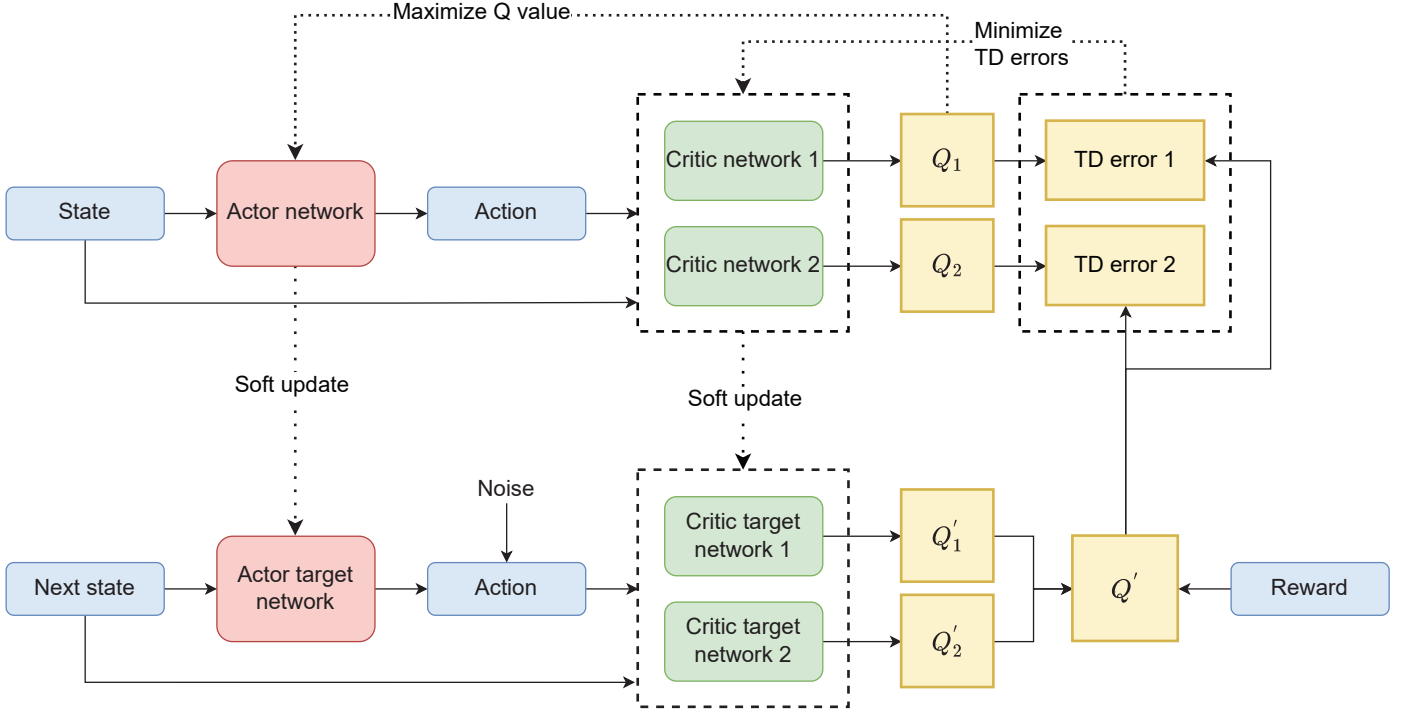 Maximize Q value
Minimize
TD errors
Critic network 1
Q₁
TD error 1
State
Actor network
Action
Critic network 2
Q₂
TD error 2
Soft update
Soft update
Noise
Critic target
network 1
Q₁'
Next state
Actor target
network
Action
Q'
Reward
Critic target
network 2
Q₂'